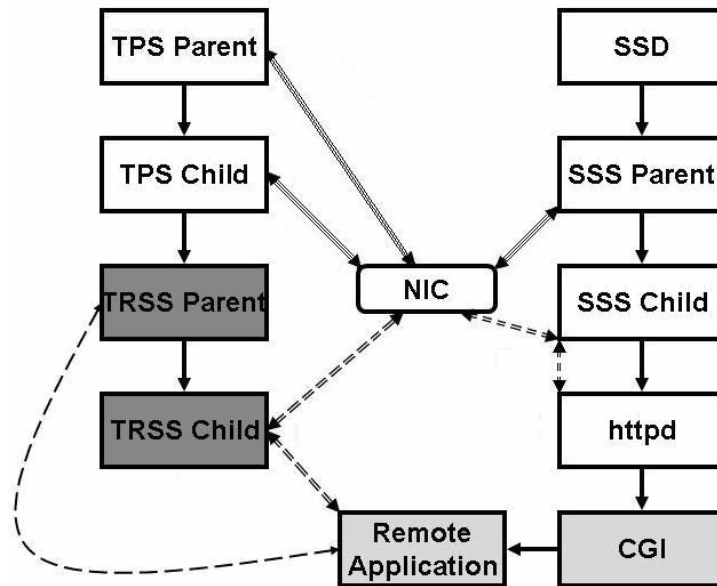 TPS Parent
SSD
TPS Child
SSS Parent
TRSS Parent
NIC
SSS Child
TRSS Child
httpd
Remote
Application
CGI